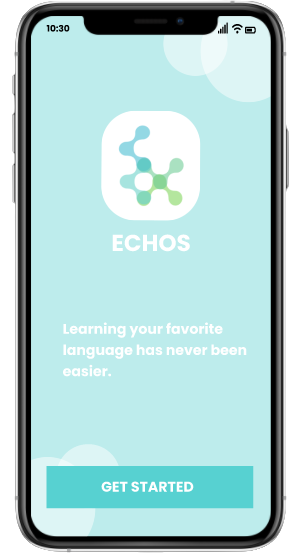 10:30
ECHOS
Learning your favorite
language has never been
easier.
GET STARTED